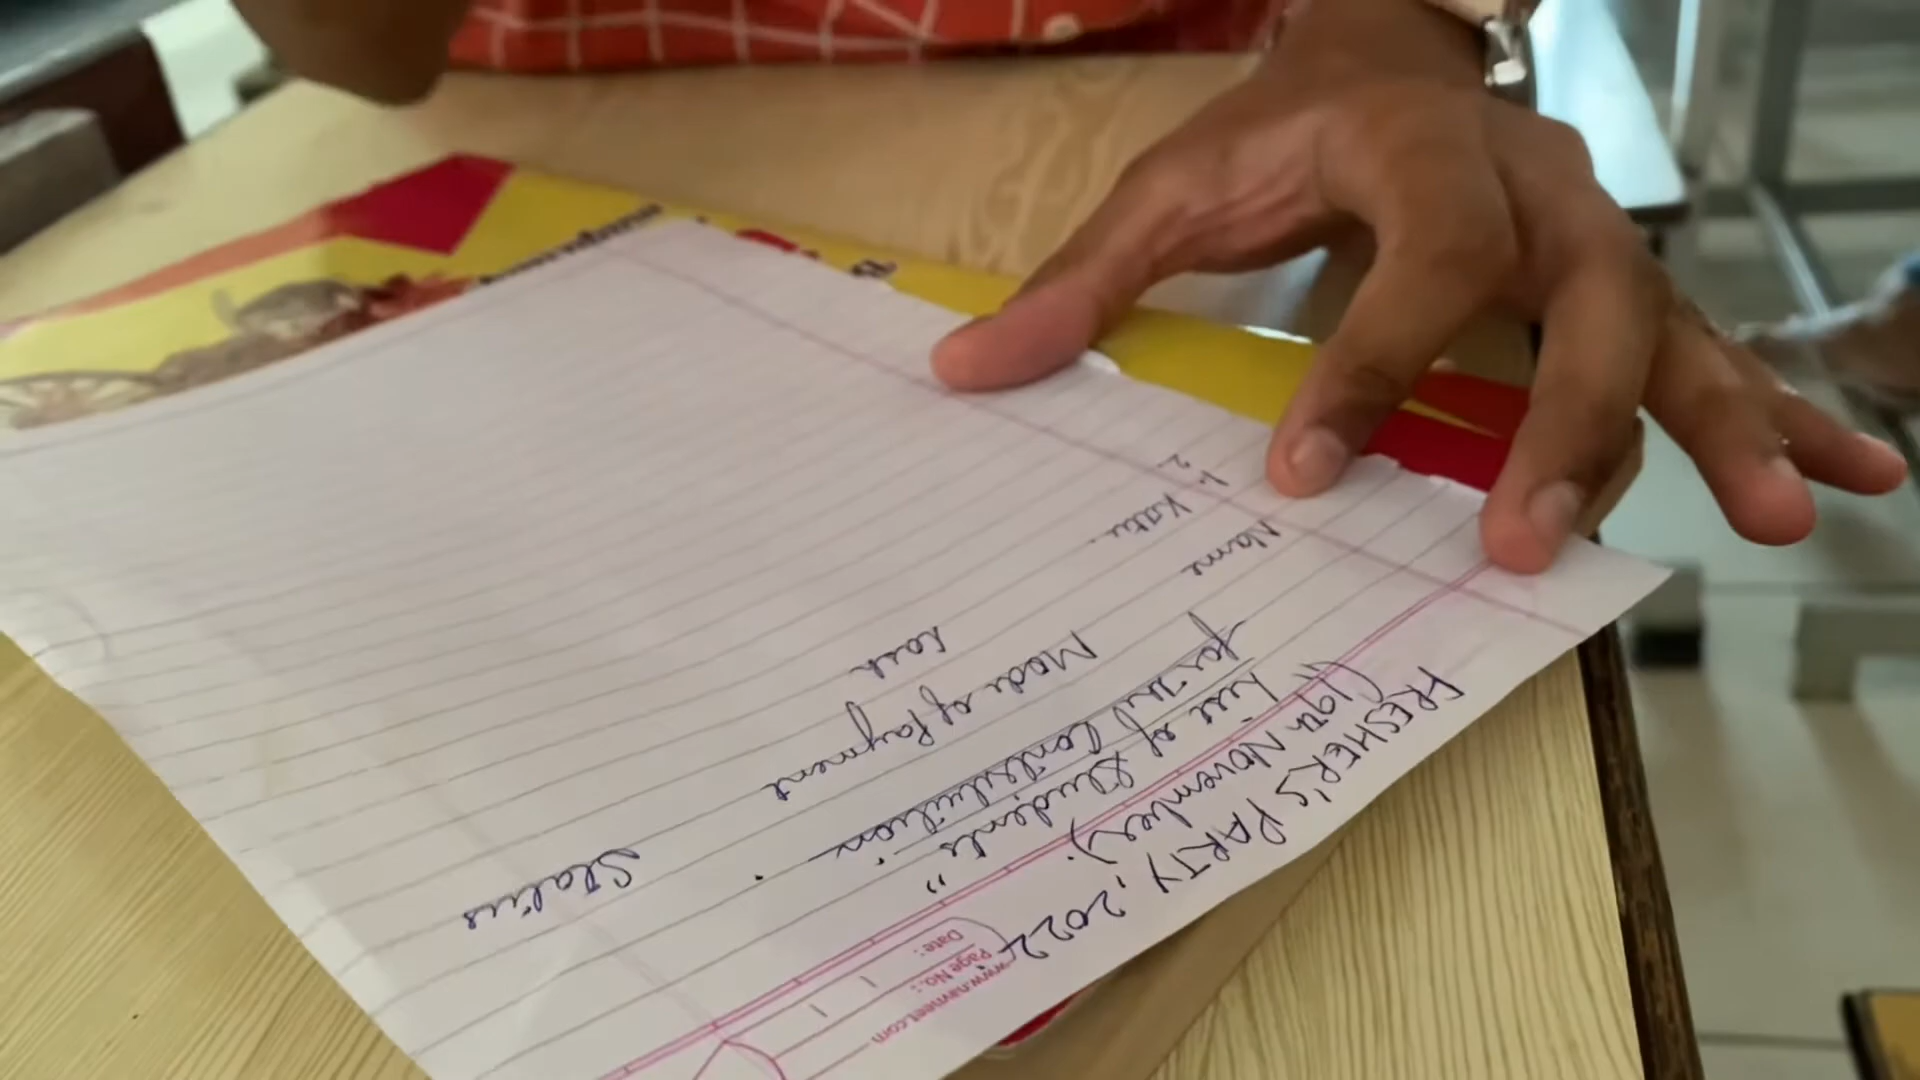 FRESHER'S PARTY, 2022
(19th November)
List of Students "
for the Contribution
Name Mode of Payment Status
1. Katie. Cash
2.
www.navneet.com
Page No.:
Date: / /